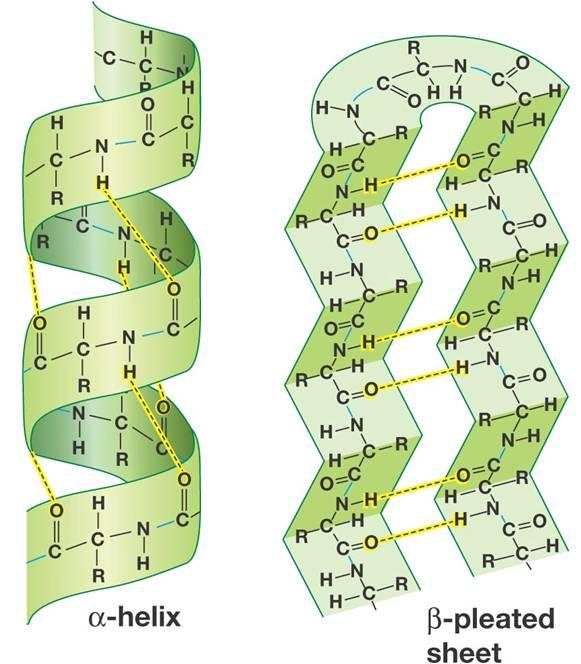 H
C C N
R
O H
H N C C
C H R
R
R C N H
H C
O
O H N C
C C H
R
O
N C C
H R
O O
H C
C C N
R H
α-helix
R O
C N C
H N C O H H C H
C R R N H
H C O C
O C N H H C
R C H H N R
C O C O
H N C
H C R R N H
O C O C
N H H C R
R C H H N
C O C O
H N C H
H C R R N H
O C O C
N H H C R
R C H H N
C O C O
H N R C H
H C R
β-pleated
sheet